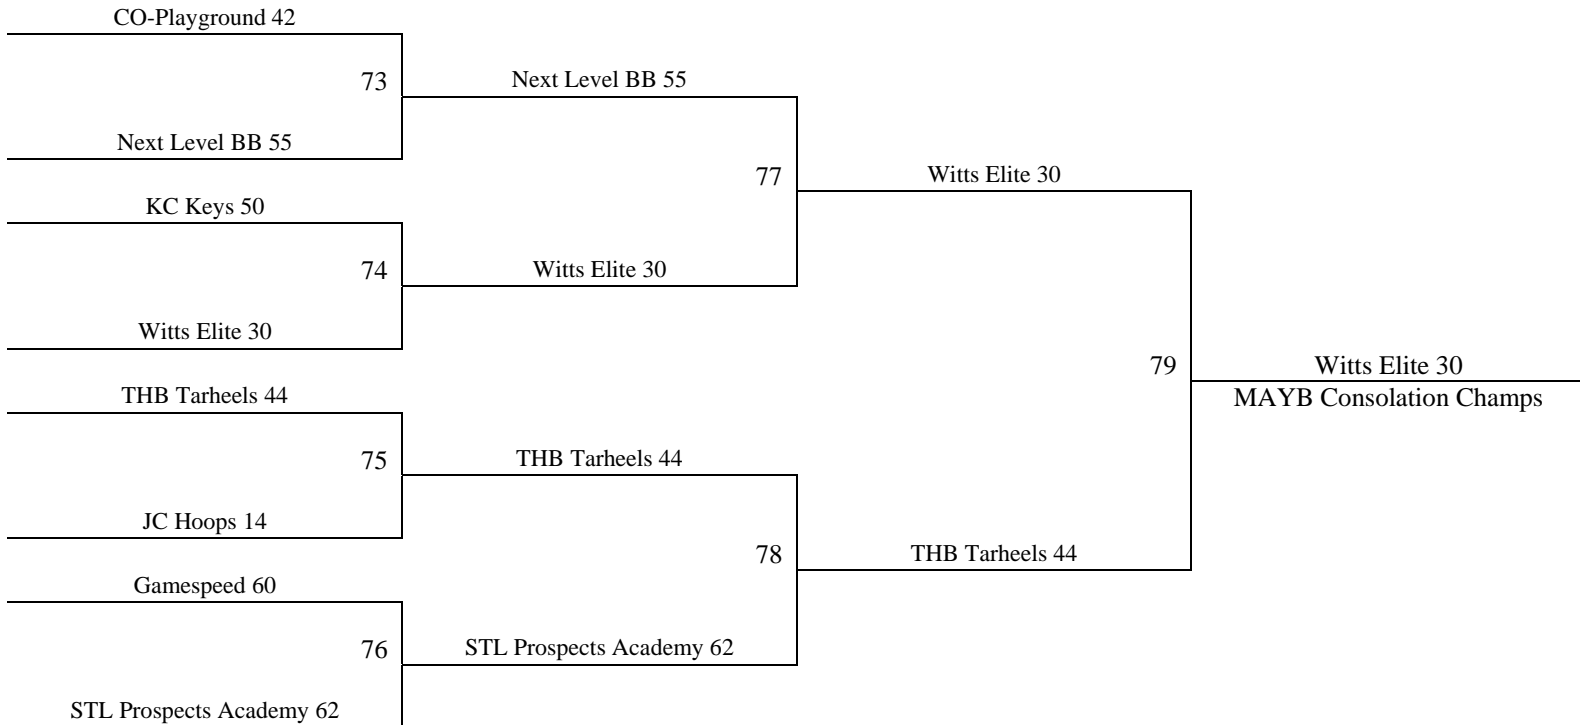 CO-Playground 42
73
Next Level BB 55
Next Level BB 55
77
Witts Elite 30
KC Keys 50
74
Witts Elite 30
Witts Elite 30
79
Witts Elite 30
MAYB Consolation Champs
THB Tarheels 44
75
THB Tarheels 44
JC Hoops 14
78
THB Tarheels 44
Gamespeed 60
76
STL Prospects Academy 62
STL Prospects Academy 62